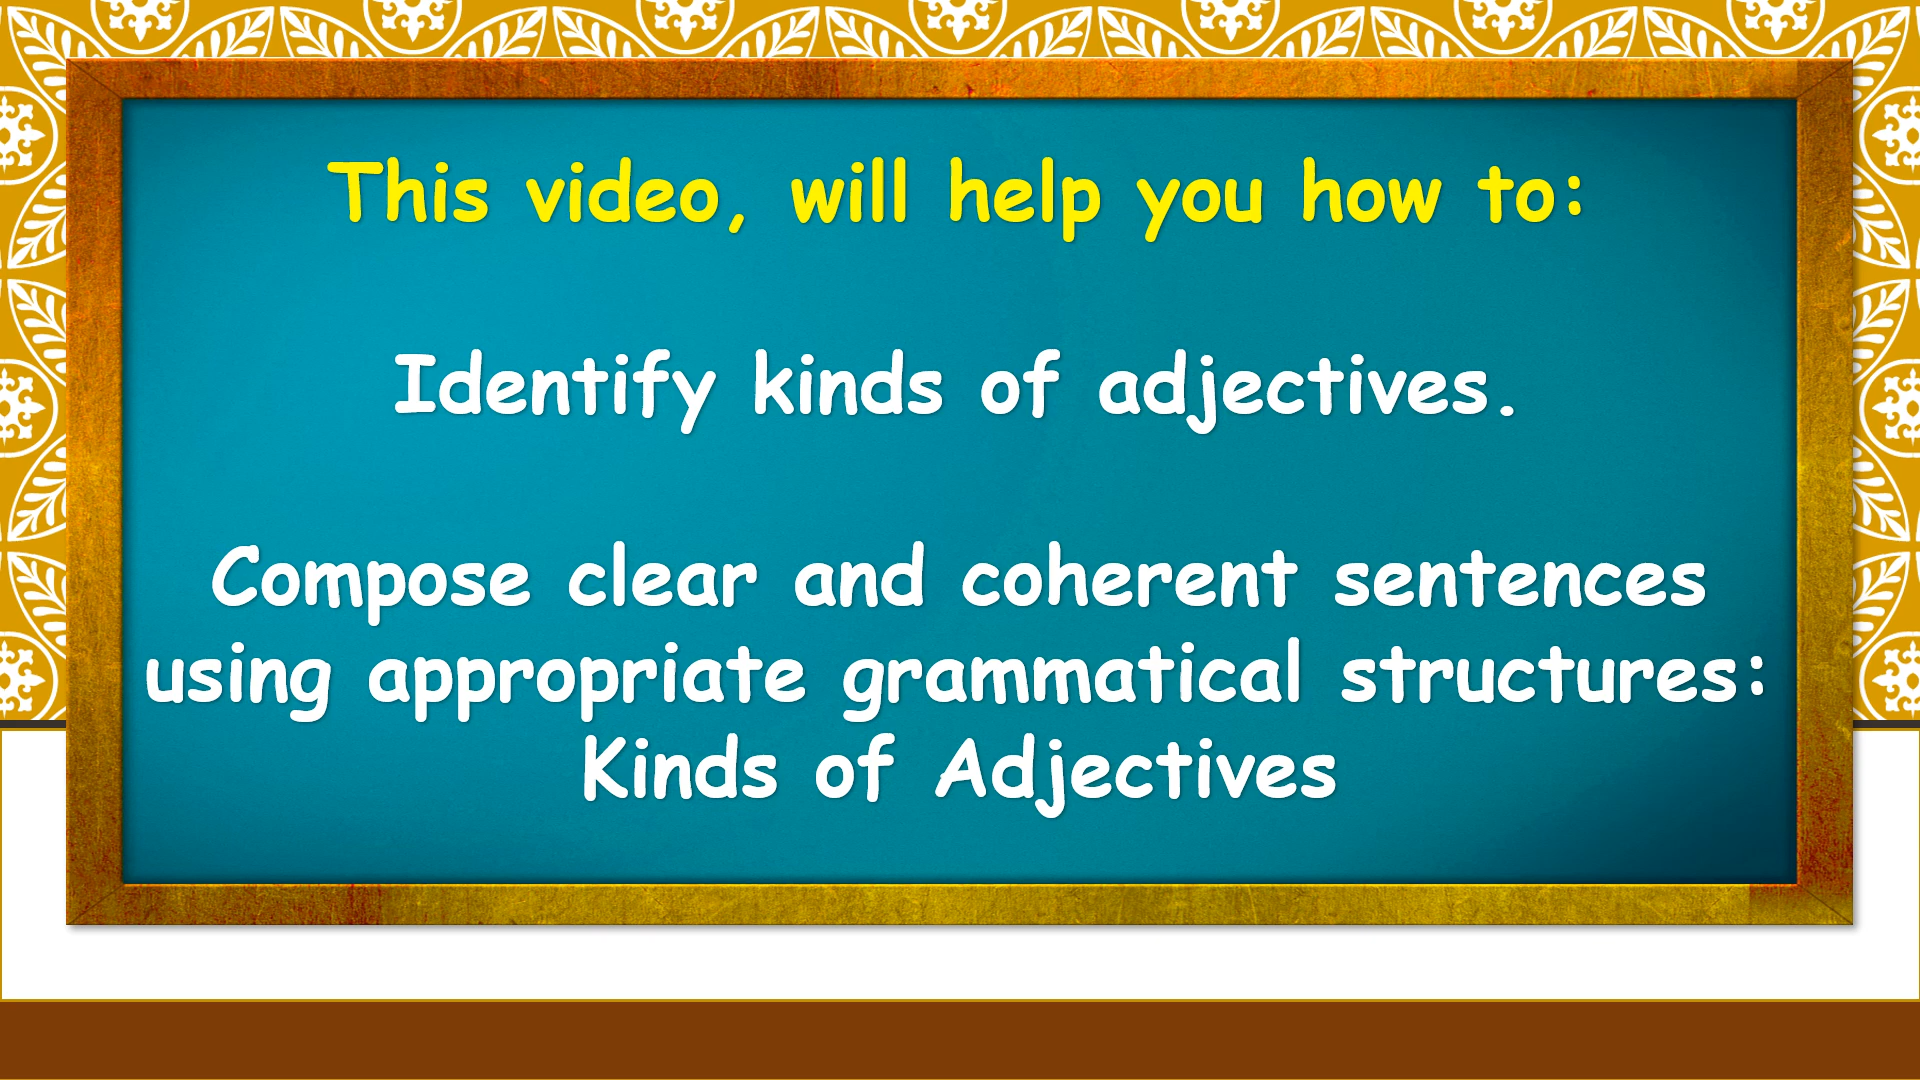 This video, will help you how to:
Identify kinds of adjectives.
Compose clear and coherent sentences
using appropriate grammatical structures:
Kinds of Adjectives